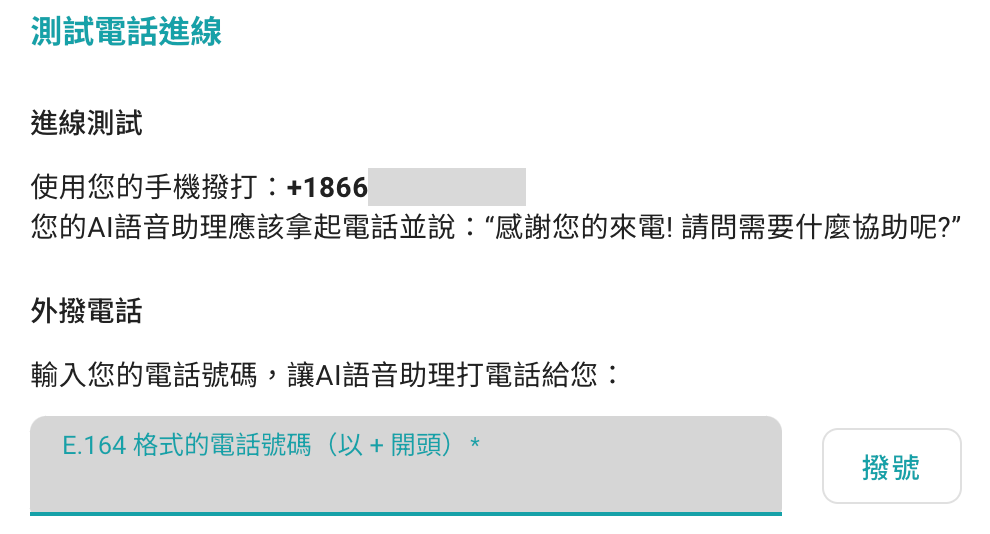 測試電話進線
進線測試
使用您的手機撥打：+1866
您的AI語音助理應該拿起電話並說：“感謝您的來電! 請問需要什麼協助呢?”
外撥電話
輸入您的電話號碼，讓AI語音助理打電話給您：
E.164 格式的電話號碼（以 + 開頭） *
撥號